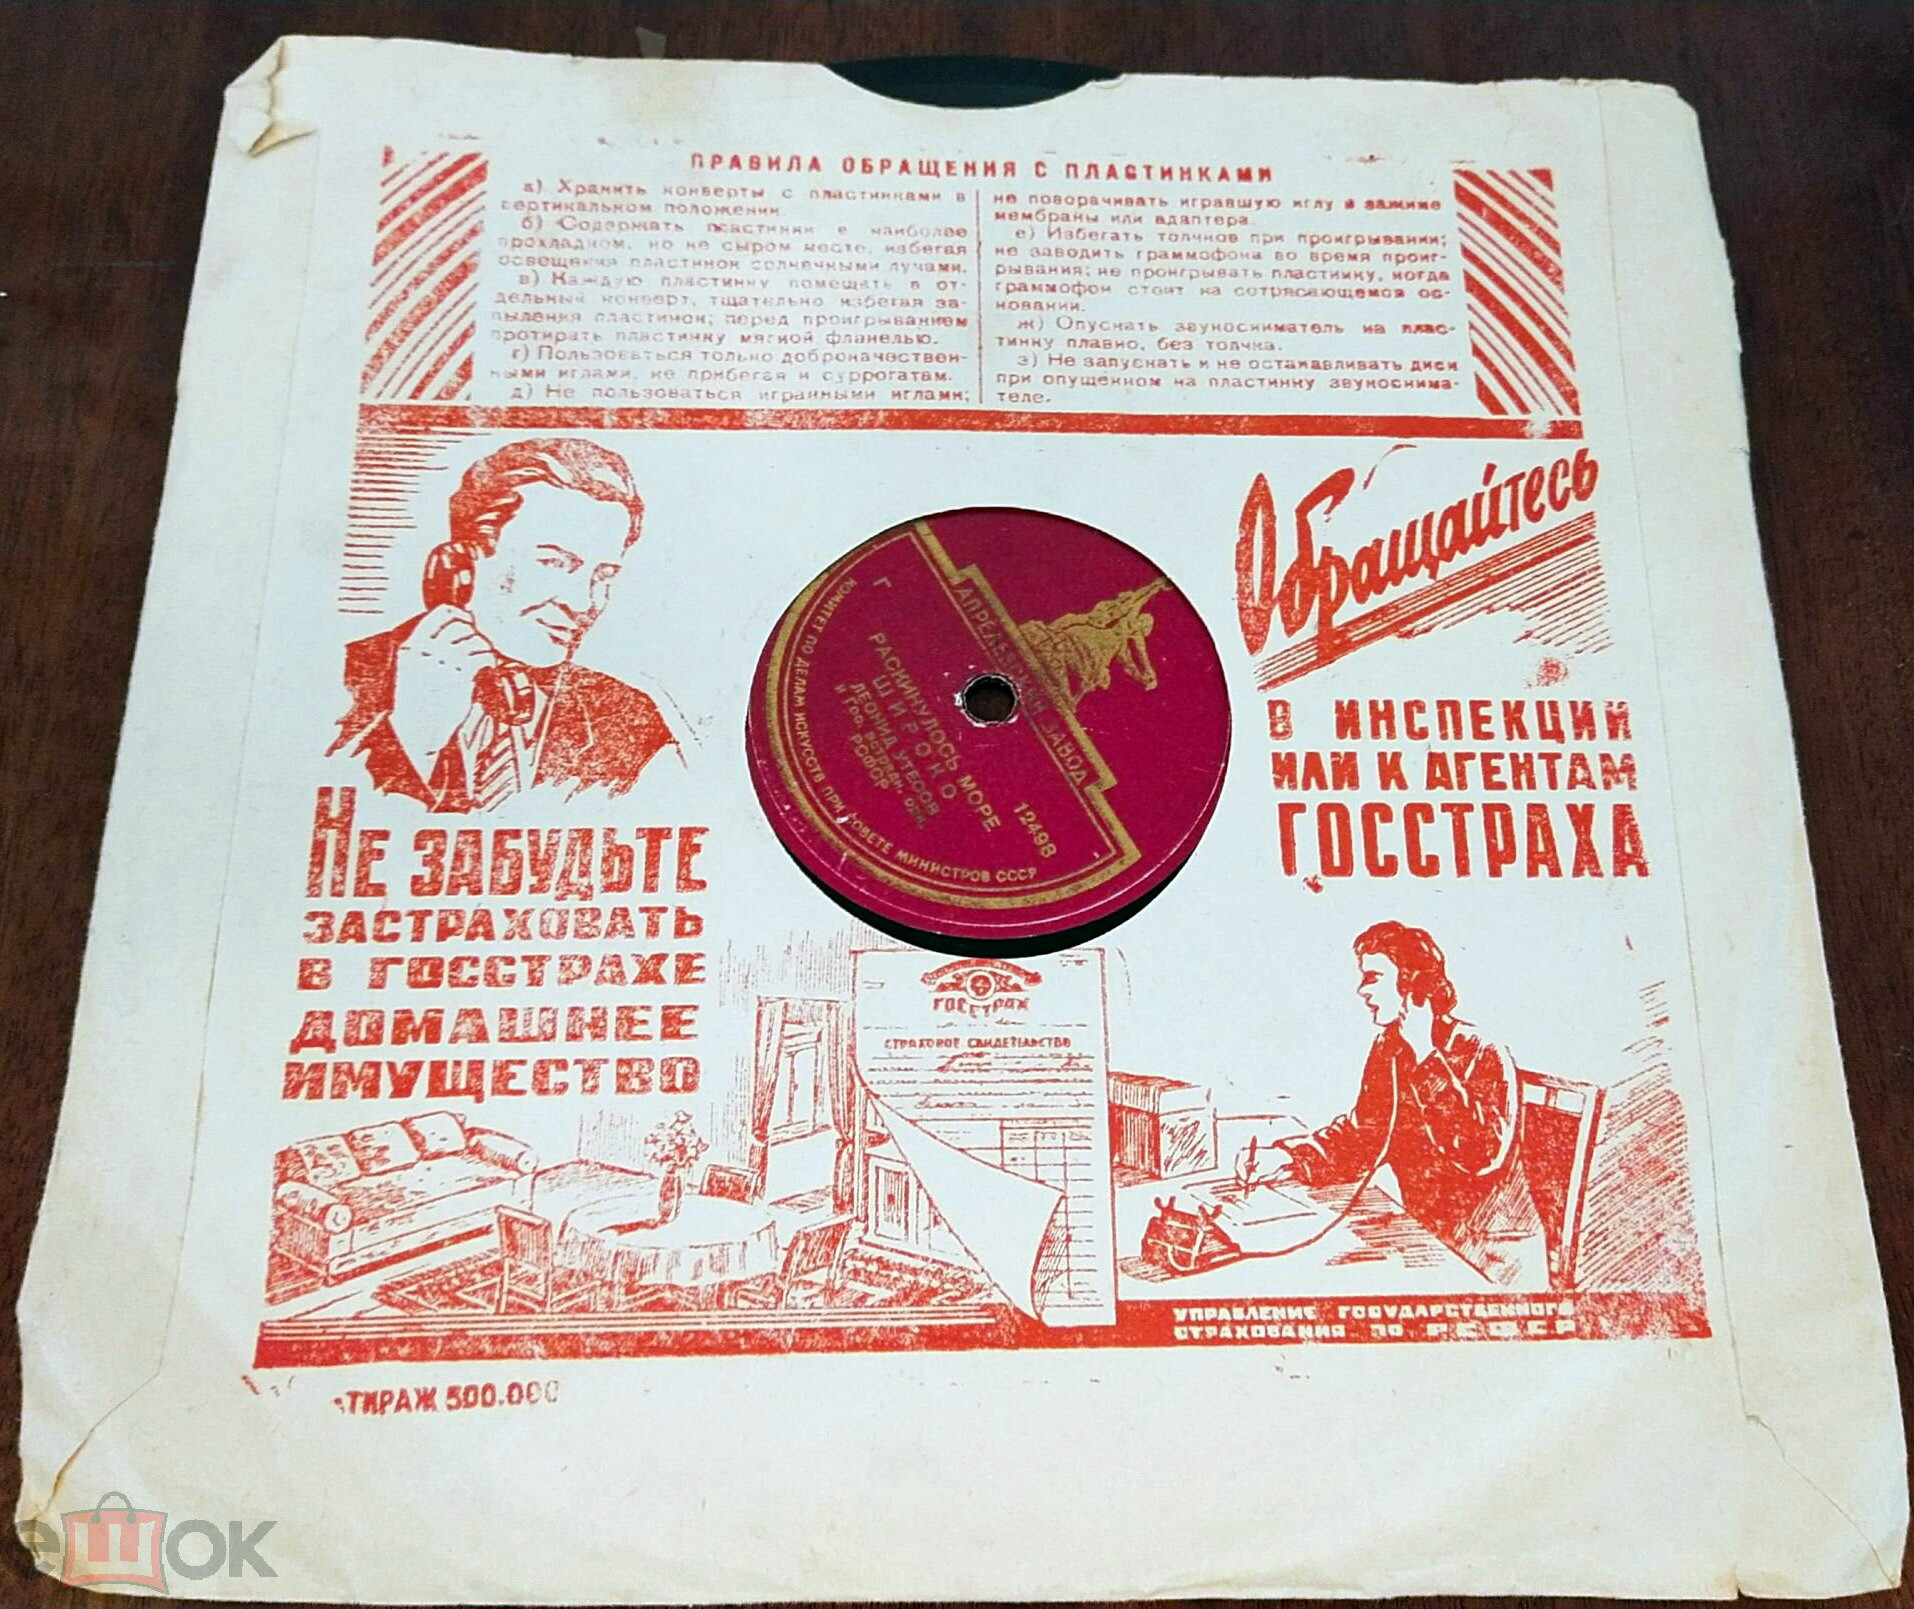 ПРАВИЛА ОБРАЩЕНИЯ С ПЛАСТИНКАМИ
а) Хранить конверты с пластинками в
вертикальном положении.
б) Содержать пластинки в наиболее
прохладном, но не сыром месте, избегая
освещения пластинок солнечными лучами.
в) Каждую пластинку помещать в от-
дельный конверт, тщательно избегая за-
пыления пластинок; перед проигрыванием
протирать пластинку мягкой фланелью.
г) Пользоваться только доброкачествен-
ными иглами, не прибегая к суррогатам.
д) Не пользоваться игранными иглами;
не поворачивать игравшую иглу в зажиме
мембраны или адаптера.
е) Избегать толчков при проигрывании;
не заводить граммофона во время проиг-
рывания; не проигрывать пластинку, когда
граммофон стоит на сотрясающемся ос-
новании.
ж) Опускать звукосниматель на плас-
тинку плавно, без толчка.
з) Не запускать и не останавливать диск
при опущенном на пластинку звукоснима-
теле.
Обращайтесь
В ИНСПЕКЦИИ
ИЛИ К АГЕНТАМ
ГОССТРАХА
АПРЕЛЕВСКИЙ ЗАВОД
Г
12498
РАСКИНУЛОСЬ МОРЕ
ШИРОКО
ЛЕОНИД УТЕСОВ
И ГОС. ЭСТРАДН. ОРК.
РСФСР
КОМИТЕТ ПО ДЕЛАМ ИСКУССТВ ПРИ СОВЕТЕ МИНИСТРОВ СССР
НЕ ЗАБУДЬТЕ
ЗАСТРАХОВАТЬ
В ГОССТРАХЕ
ДОМАШНЕЕ
ИМУЩЕСТВО
ГОССТРАХ
СТРАХОВОЕ СВИДЕТЕЛЬСТВО
УПРАВЛЕНИЕ ГОСУДАРСТВЕННОГО
СТРАХОВАНИЯ ПО РСФСР
ТИРАЖ 500.000
ешок